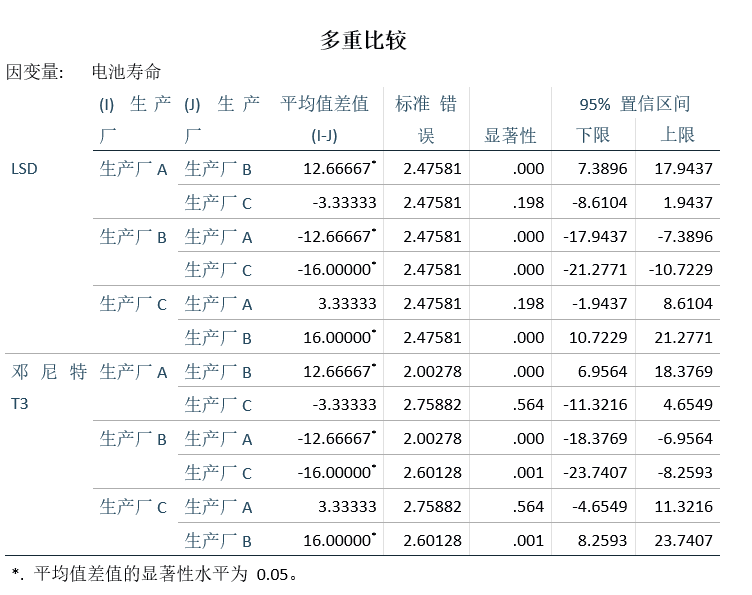 多重比较
因变量: 电池寿命
(I) 生产厂 (J) 生产厂 平均值差值 (I-J) 标准 错误 显著性 95% 置信区间
下限 上限
LSD 生产厂 A 生产厂 B 12.66667* 2.47581 .000 7.3896 17.9437
生产厂 C -3.33333 2.47581 .198 -8.6104 1.9437
生产厂 B 生产厂 A -12.66667* 2.47581 .000 -17.9437 -7.3896
生产厂 C -16.00000* 2.47581 .000 -21.2771 -10.7229
生产厂 C 生产厂 A 3.33333 2.47581 .198 -1.9437 8.6104
生产厂 B 16.00000* 2.47581 .000 10.7229 21.2771
邓尼特 T3 生产厂 A 生产厂 B 12.66667* 2.00278 .000 6.9564 18.3769
生产厂 C -3.33333 2.75882 .564 -11.3216 4.6549
生产厂 B 生产厂 A -12.66667* 2.00278 .000 -18.3769 -6.9564
生产厂 C -16.00000* 2.60128 .001 -23.7407 -8.2593
生产厂 C 生产厂 A 3.33333 2.75882 .564 -4.6549 11.3216
生产厂 B 16.00000* 2.60128 .001 8.2593 23.7407
*. 平均值差值的显著性水平为 0.05。